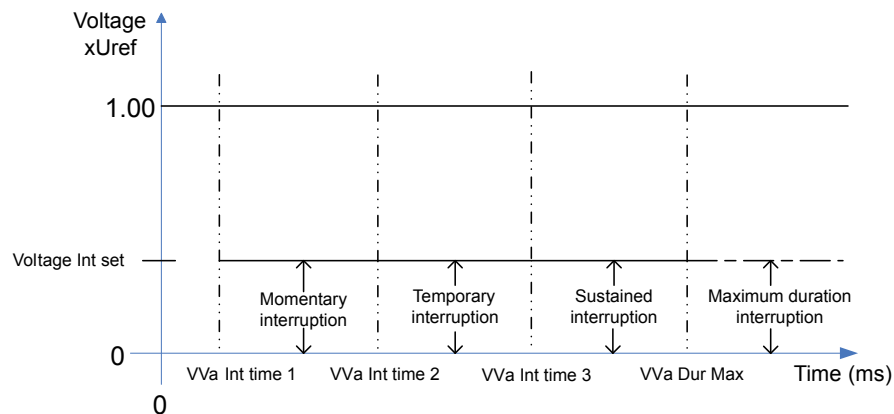 Voltage
xUref
1.00
Voltage Int set
Momentary
interruption
Temporary
interruption
Sustained
interruption
Maximum duration
interruption
0
VVa Int time 1
VVa Int time 2
VVa Int time 3
VVa Dur Max
Time (ms)
0